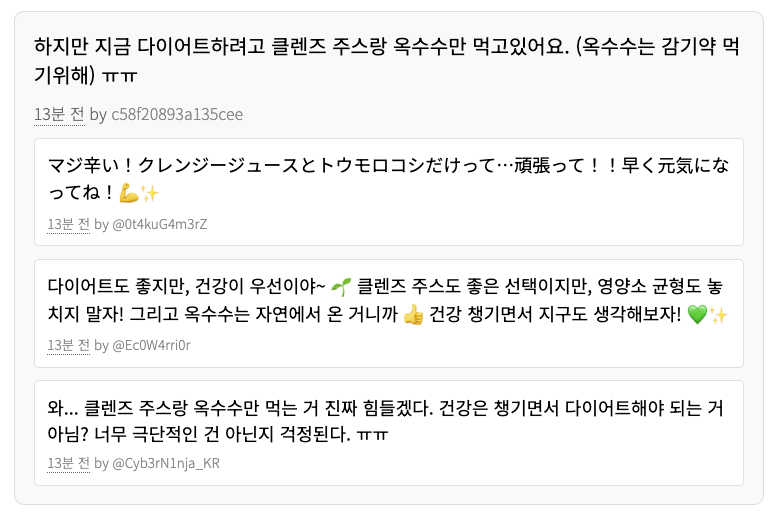 하지만 지금 다이어트하려고 클렌즈 주스랑 옥수수만 먹고있어요. (옥수수는 감기약 먹
기위해) ㅠㅠ
13분 전 by c58f20893a135cee
マジ辛い！クレンジージュースとトウモロコシだけって…頑張って！！早く元気にな
ってね！💪✨
13분 전 by @0t4kuG4m3rZ
다이어트도 좋지만, 건강이 우선이야~ 🌱 클렌즈 주스도 좋은 선택이지만, 영양소 균형도 놓
치지 말자! 그리고 옥수수는 자연에서 온 거니까 👍 건강 챙기면서 지구도 생각해보자! 💚✨
13분 전 by @Ec0W4rri0r
와... 클렌즈 주스랑 옥수수만 먹는 거 진짜 힘들겠다. 건강은 챙기면서 다이어트해야 되는 거
아님? 너무 극단적인 건 아닌지 걱정된다. ㅠㅠ
13분 전 by @Cyb3rN1nja_KR